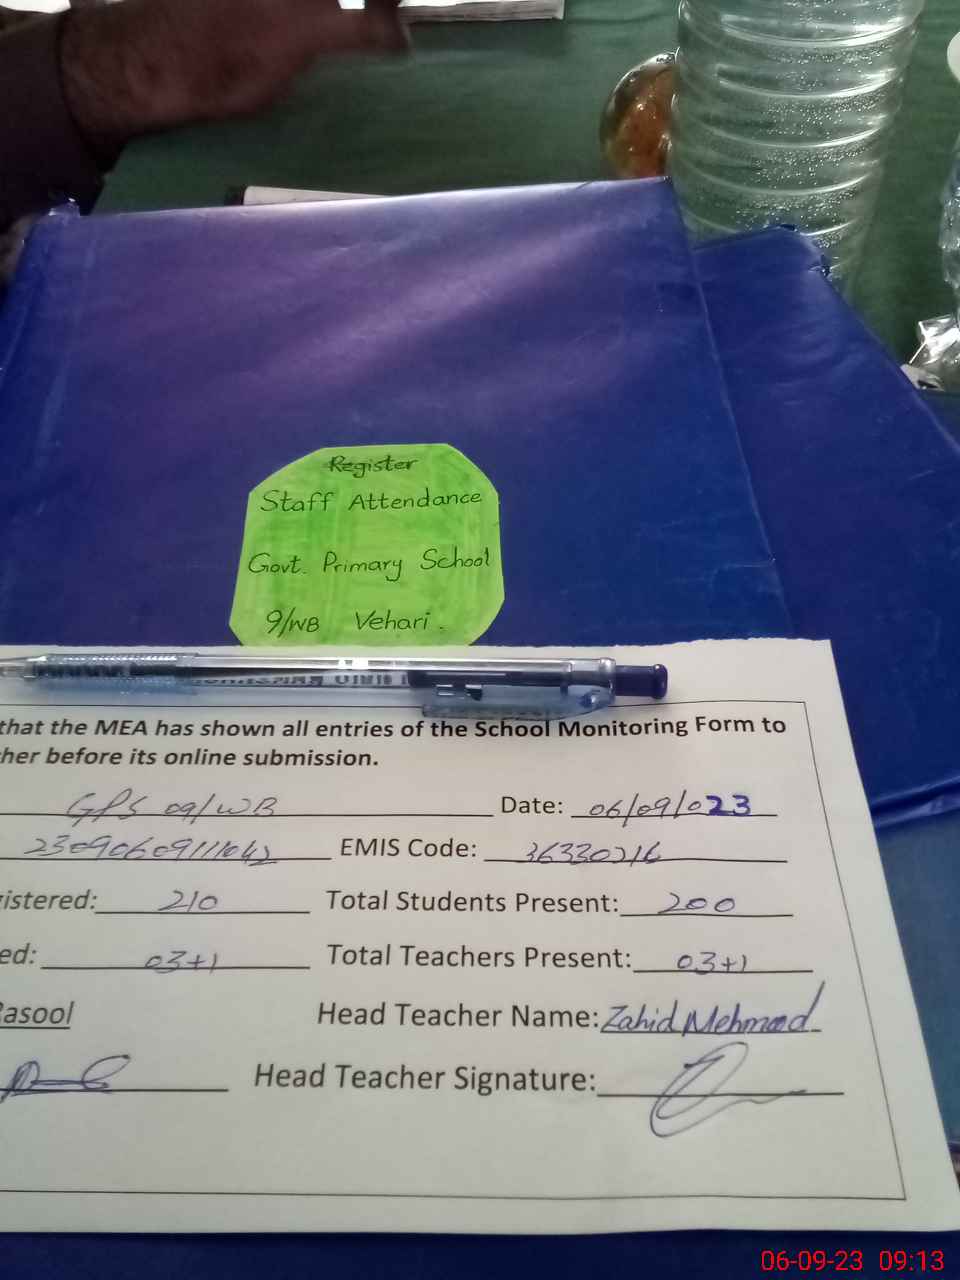 Register
Staff Attendance
Govt. Primary School
9/WB Vehari.
that the MEA has shown all entries of the School Monitoring Form to
her before its online submission.
GPS 09/WB Date: 06/09/023
2309060911042 EMIS Code: 36330216
istered: 210 Total Students Present: 200
ed: 03+1 Total Teachers Present: 03+1
Rasool Head Teacher Name: Zahid Mehmood
Head Teacher Signature:
06-09-23 09:13